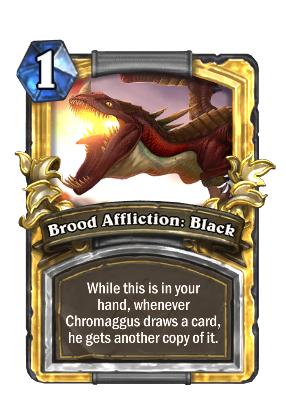 1
Brood Affliction: Black
While this is in your
hand, whenever
Chromaggus draws a card,
he gets another copy of it.